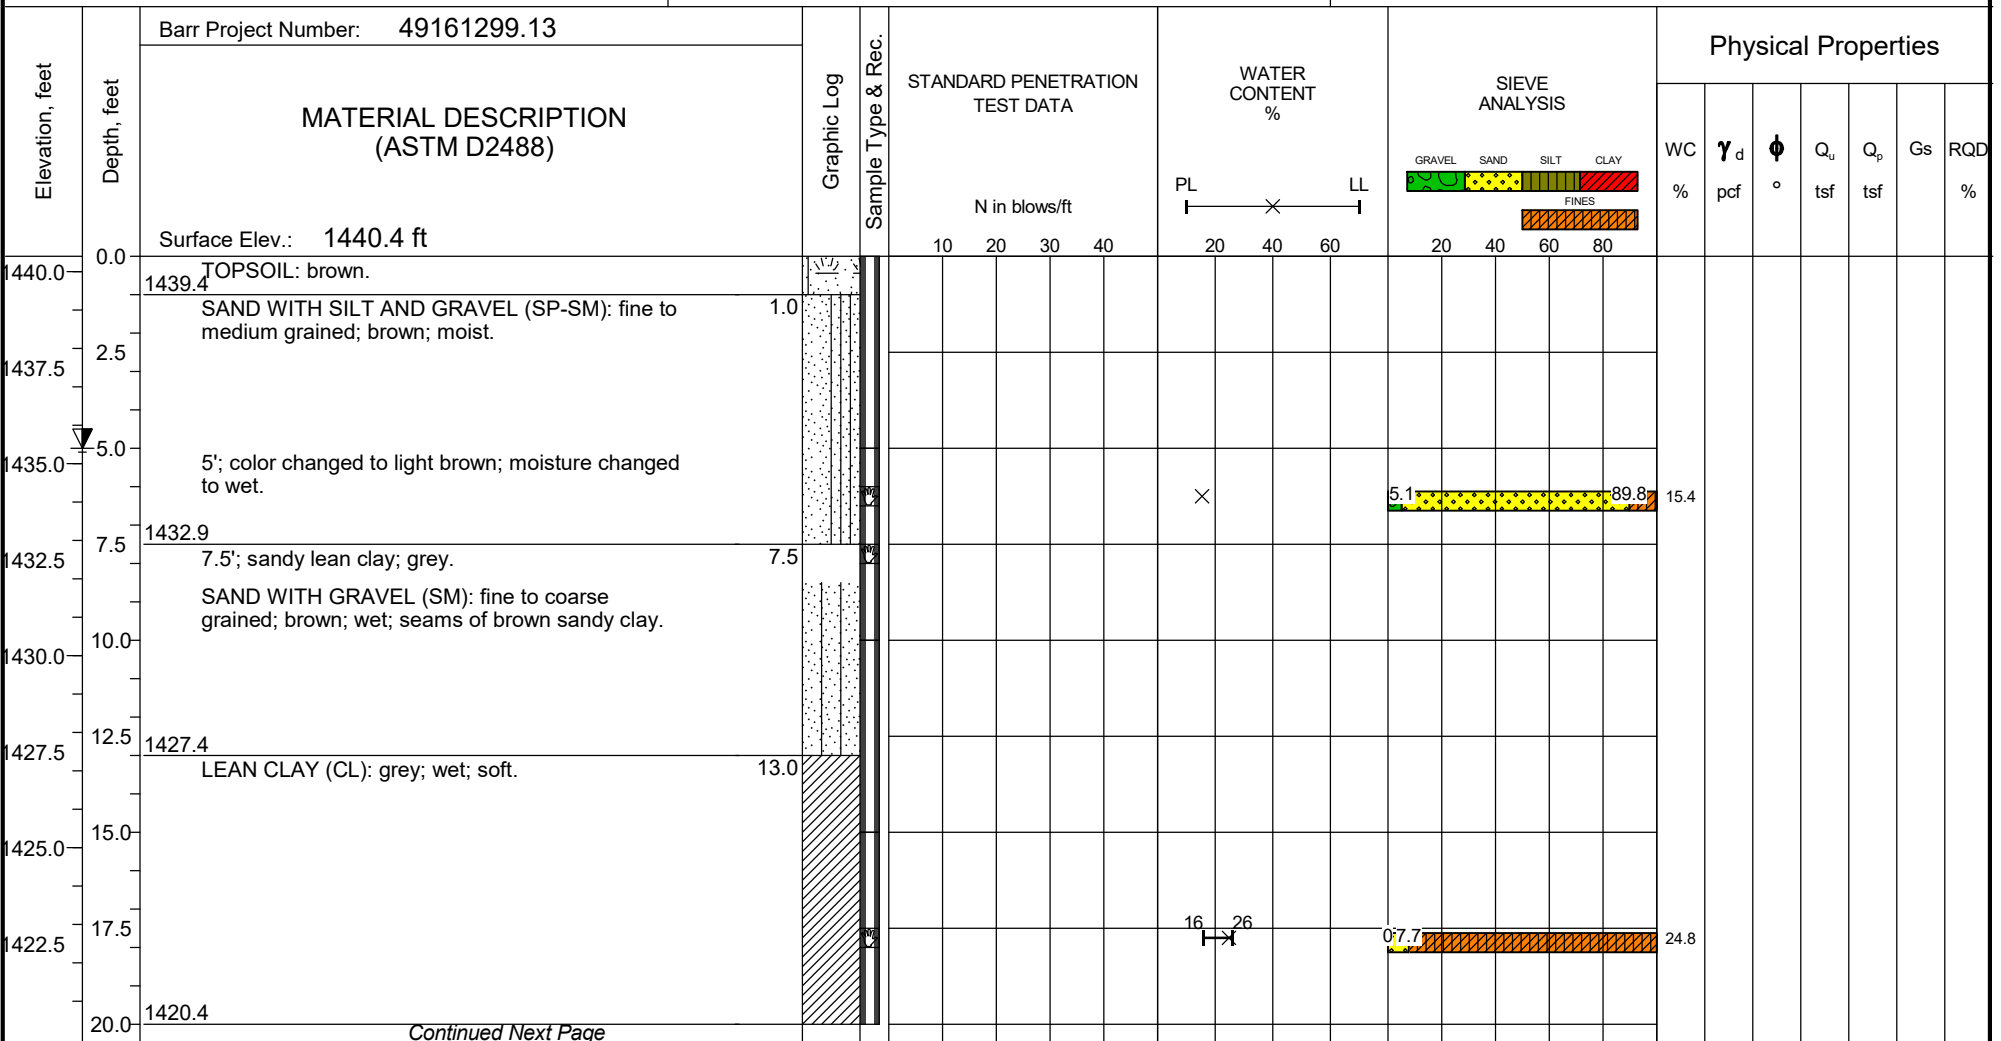 Barr Project Number: 49161299.13
Elevation, feet
Depth, feet
MATERIAL DESCRIPTION
(ASTM D2488)
Surface Elev.: 1440.4 ft
Graphic Log
Sample Type & Rec.
STANDARD PENETRATION
TEST DATA
N in blows/ft
10 20 30 40
WATER
CONTENT
%
PL LL
20 40 60
SIEVE
ANALYSIS
GRAVEL SAND SILT CLAY
FINES
20 40 60 80
Physical Properties
WC γd ϕ Qu Qp Gs RQD
% pcf ° tsf tsf %
0.0
1440.0
TOPSOIL: brown.
1439.4
1.0
SAND WITH SILT AND GRAVEL (SP-SM): fine to
medium grained; brown; moist.
2.5
1437.5
5.0
1435.0
5'; color changed to light brown; moisture changed
to wet.
5.1 89.8 15.4
1432.9
7.5
1432.5
7.5'; sandy lean clay; grey. 7.5
SAND WITH GRAVEL (SM): fine to coarse
grained; brown; wet; seams of brown sandy clay.
10.0
1430.0
12.5
1427.4
1427.5
LEAN CLAY (CL): grey; wet; soft. 13.0
15.0
1425.0
17.5
16 26
1422.5
0 7.7 24.8
1420.4
20.0
Continued Next Page